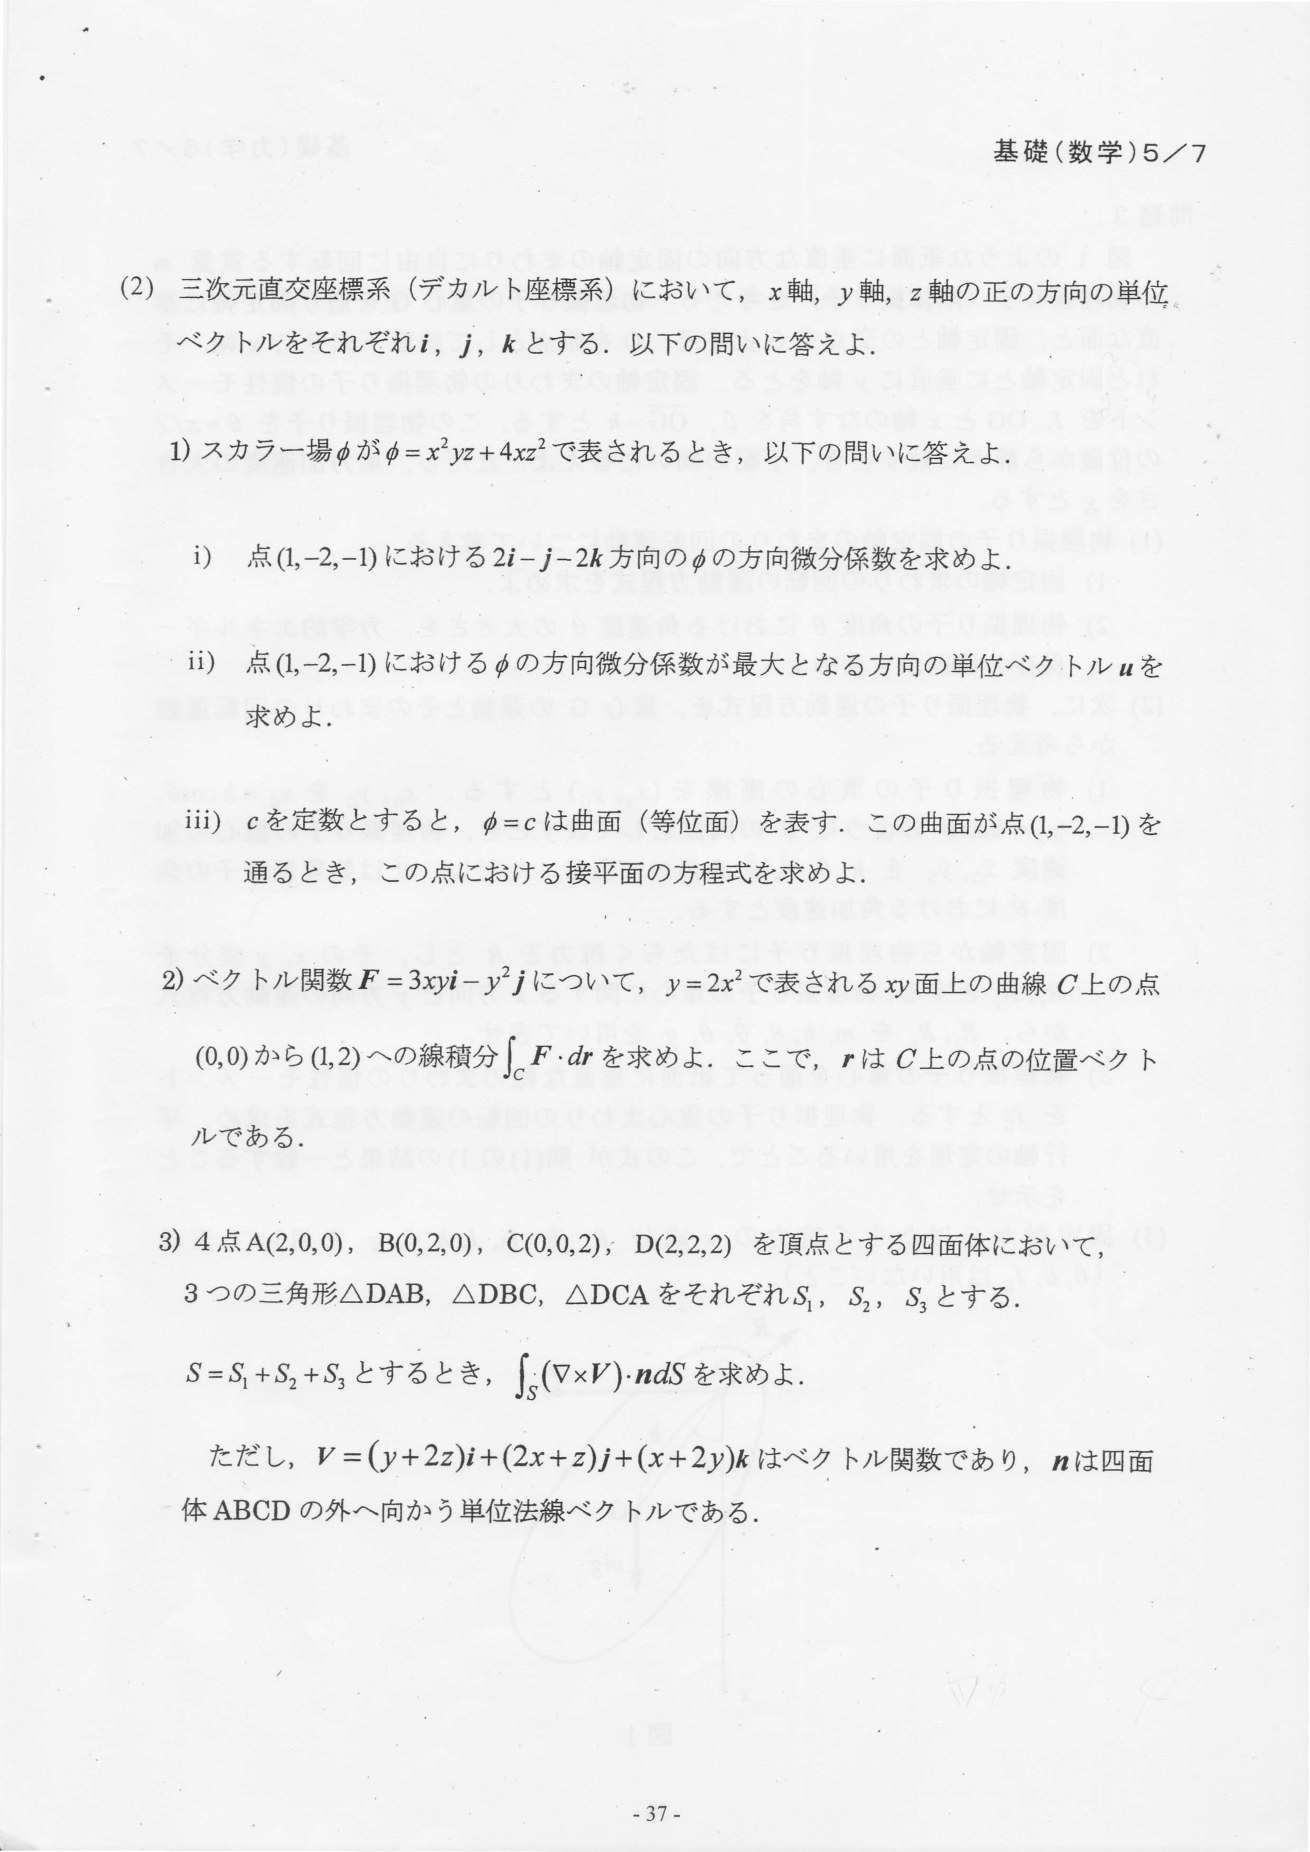 基礎(数学)5/7
(2) 三次元直交座標系(デカルト座標系)において,x軸,y軸,z軸の正の方向の単位
ベクトルをそれぞれi,j,kとする.以下の問いに答えよ.
1) スカラー場φがφ=x²yz+4xz²で表されるとき,以下の問いに答えよ.
i) 点(1,−2,−1)における2i−j−2k方向のφの方向微分係数を求めよ.
ii) 点(1,−2,−1)におけるφの方向微分係数が最大となる方向の単位ベクトルuを
求めよ.
iii) cを定数とすると,φ=cは曲面(等位面)を表す.この曲面が点(1,−2,−1)を
通るとき,この点における接平面の方程式を求めよ.
2) ベクトル関数F=3xyi−y²jについて,y=2x²で表されるxy面上の曲線C上の点
(0,0)から(1,2)への線積分∫_C F·drを求めよ.ここで,rはC上の点の位置ベクト
ルである.
3) 4点A(2,0,0),B(0,2,0),C(0,0,2),D(2,2,2) を頂点とする四面体において,
3つの三角形△DAB,△DBC,△DCAをそれぞれS₁,S₂,S₃とする.
S=S₁+S₂+S₃とするとき,∫_S(∇×V)·ndSを求めよ.
ただし,V=(y+2z)i+(2x+z)j+(x+2y)kはベクトル関数であり,nは四面
体ABCDの外へ向かう単位法線ベクトルである.
- 37 -